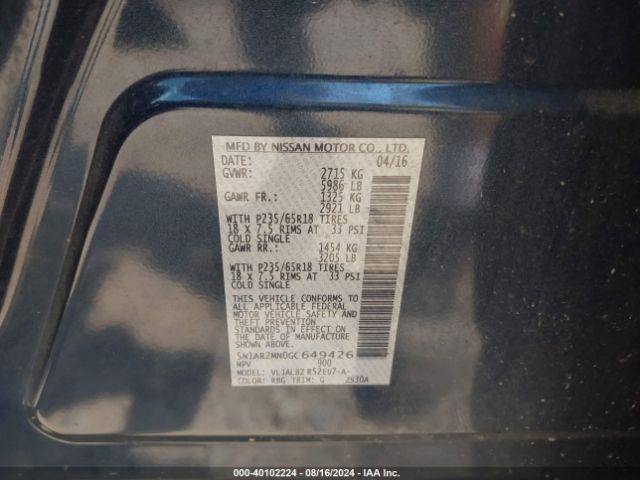 MFD BY NISSAN MOTOR CO., LTD.
DATE: 04/16
GVWR: 2715 KG
5986 LB
GAWR FR.: 1325 KG
2921 LB
WITH P235/65R18 TIRES
18 X 7.5 RIMS AT 33 PSI
COLD SINGLE
GAWR RR.: 1454 KG
3205 LB
WITH P235/65R18 TIRES
18 X 7.5 RIMS AT 33 PSI
COLD SINGLE
THIS VEHICLE CONFORMS TO
ALL APPLICABLE FEDERAL
MOTOR VEHICLE SAFETY AND
THEFT PREVENTION
STANDARDS IN EFFECT ON
THE DATE OF MANUFACTURE
SHOWN ABOVE.
5N1AR2MN0GC649426
MPV 900
MODEL: VLJALBZ R52EU7-A-
COLOR: RBG TRIM: G 2S30A
000-40102224 - 08/16/2024 - IAA Inc.